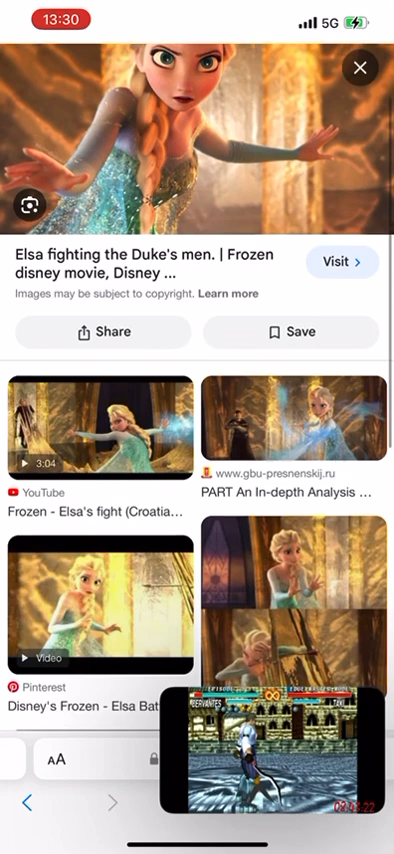 13:30
5G
Elsa fighting the Duke's men. | Frozen
disney movie, Disney ...
Visit
Images may be subject to copyright. Learn more
Share
Save
3:04
YouTube
Frozen - Elsa's fight (Croatia...
www.gbu-presnenskij.ru
PART An In-depth Analysis ...
Video
Pinterest
Disney's Frozen - Elsa Bat
CERVANTES
TAKI
AA